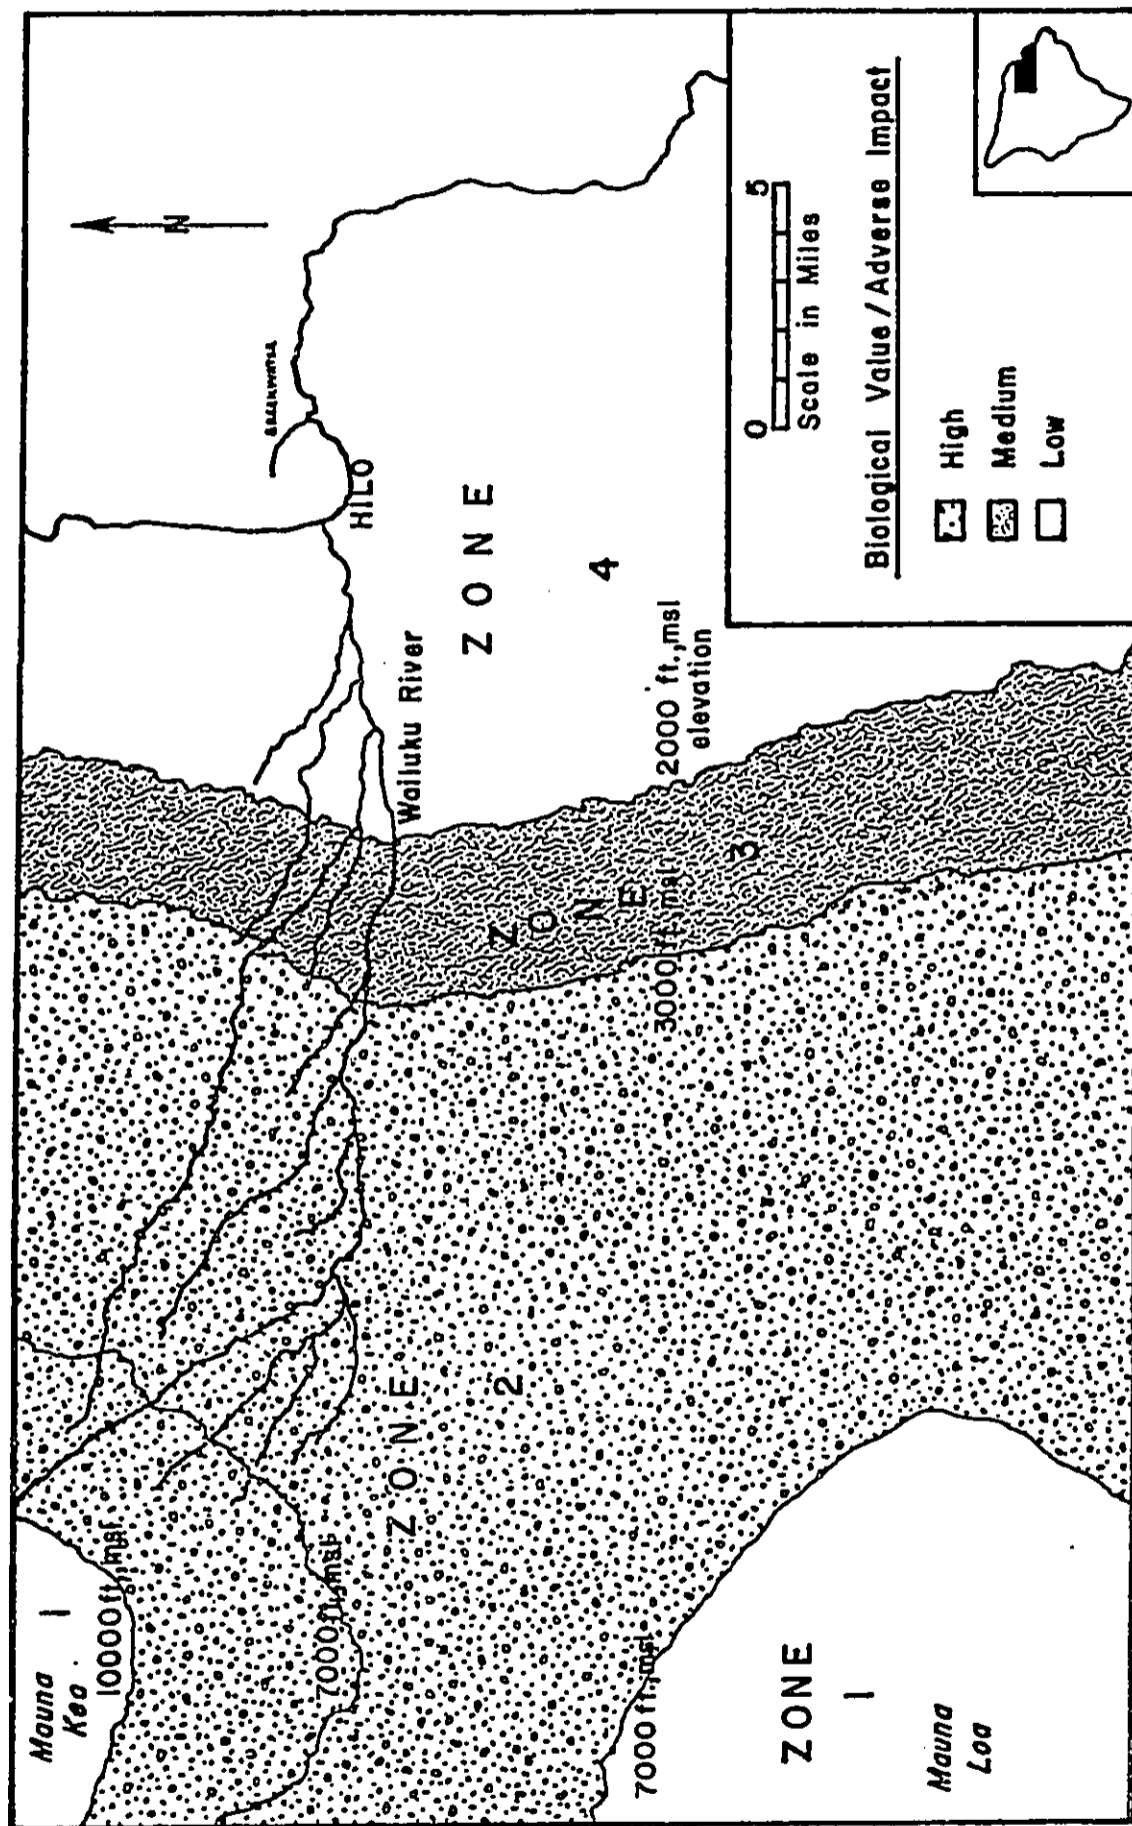 Mauna
Kea
1
10000 ft., msl
7000 ft., msl
ZONE
2
7000 ft., msl
ZONE
1
Mauna
Loa
ZONE
3
3000 ft., msl
2000 ft., msl
elevation
Wailuku River
HILO
BREAKWATER
N
ZONE
4
0 5
Scale in Miles
Biological Value / Adverse Impact
High
Medium
Low